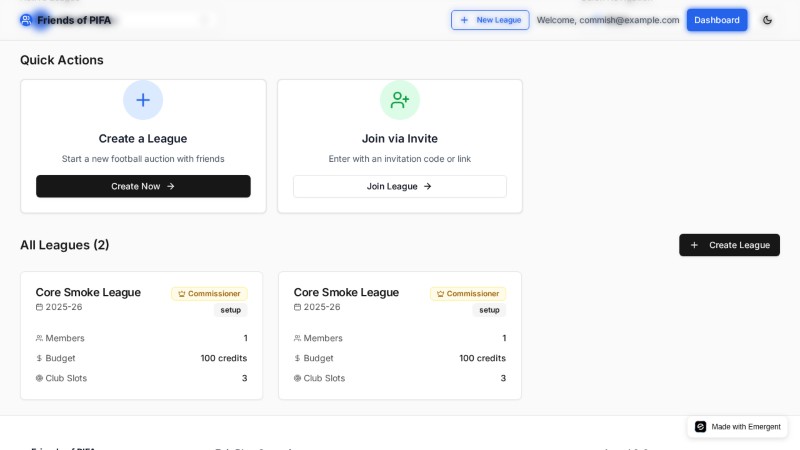 Friends of PIFA
New League
Welcome, commish@example.com
Dashboard
Quick Actions
Create a League
Start a new football auction with friends
Create Now
Join via Invite
Enter with an invitation code or link
Join League
All Leagues (2)
Create League
Core Smoke League
Commissioner
2025-26
setup
Members 1
Budget 100 credits
Club Slots 3
Core Smoke League
Commissioner
2025-26
setup
Members 1
Budget 100 credits
Club Slots 3
Made with Emergent